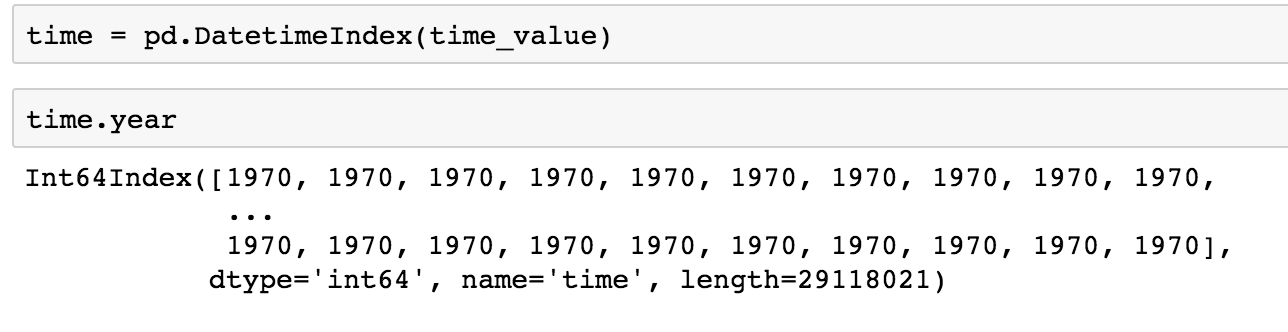 time = pd.DatetimeIndex(time_value)
time.year
Int64Index([1970, 1970, 1970, 1970, 1970, 1970, 1970, 1970, 1970, 1970,
...
1970, 1970, 1970, 1970, 1970, 1970, 1970, 1970, 1970, 1970],
dtype='int64', name='time', length=29118021)